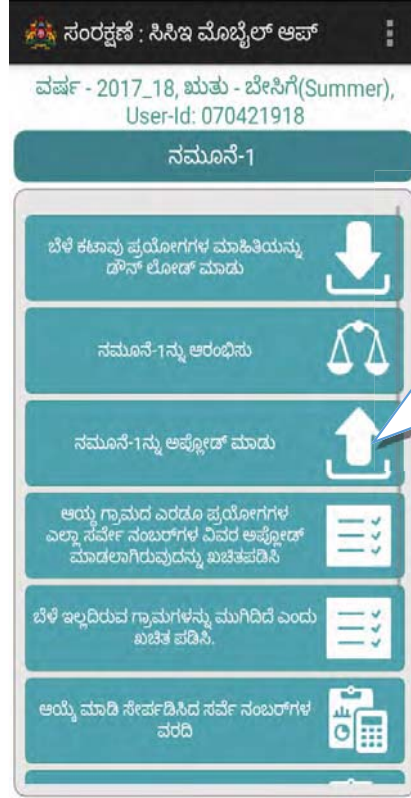 ಸಂರಕ್ಷಣೆ : ಸಿಸಿಇ ಮೊಬೈಲ್ ಆಪ್
ವರ್ಷ - 2017_18, ಋತು - ಬೇಸಿಗೆ(Summer),
User-Id: 070421918
ನಮೂನೆ-1
ಬೆಳೆ ಕಟಾವು ಪ್ರಯೋಗಗಳ ಮಾಹಿತಿಯನ್ನು
ಡೌನ್ ಲೋಡ್ ಮಾಡು
ನಮೂನೆ-1ನ್ನು ಆರಂಭಿಸು
ನಮೂನೆ-1ನ್ನು ಅಪ್ಲೋಡ್ ಮಾಡು
ಆಯ್ದ ಗ್ರಾಮದ ಎರಡೂ ಪ್ರಯೋಗಗಳ
ಎಲ್ಲಾ ಸರ್ವೇ ನಂಬರ್‌ಗಳ ವಿವರ ಅಪ್ಲೋಡ್
ಮಾಡಲಾಗಿರುವುದನ್ನು ಖಚಿತಪಡಿಸಿ
ಬೆಳೆ ಇಲ್ಲದಿರುವ ಗ್ರಾಮಗಳನ್ನು ಮುಗಿದಿದೆ ಎಂದು
ಖಚಿತ ಪಡಿಸಿ.
ಆಯ್ಕೆ ಮಾಡಿ ಸೇರ್ಪಡಿಸಿದ ಸರ್ವೆ ನಂಬರ್‌ಗಳ
ವರದಿ